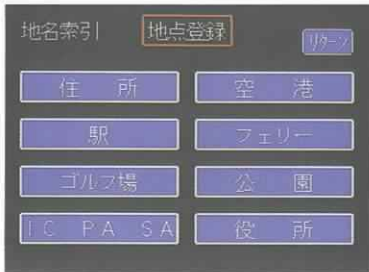 地名索引 地点登録 リターン
住所 空港
駅 フェリー
ゴルフ場 公園
IC PA SA 役所